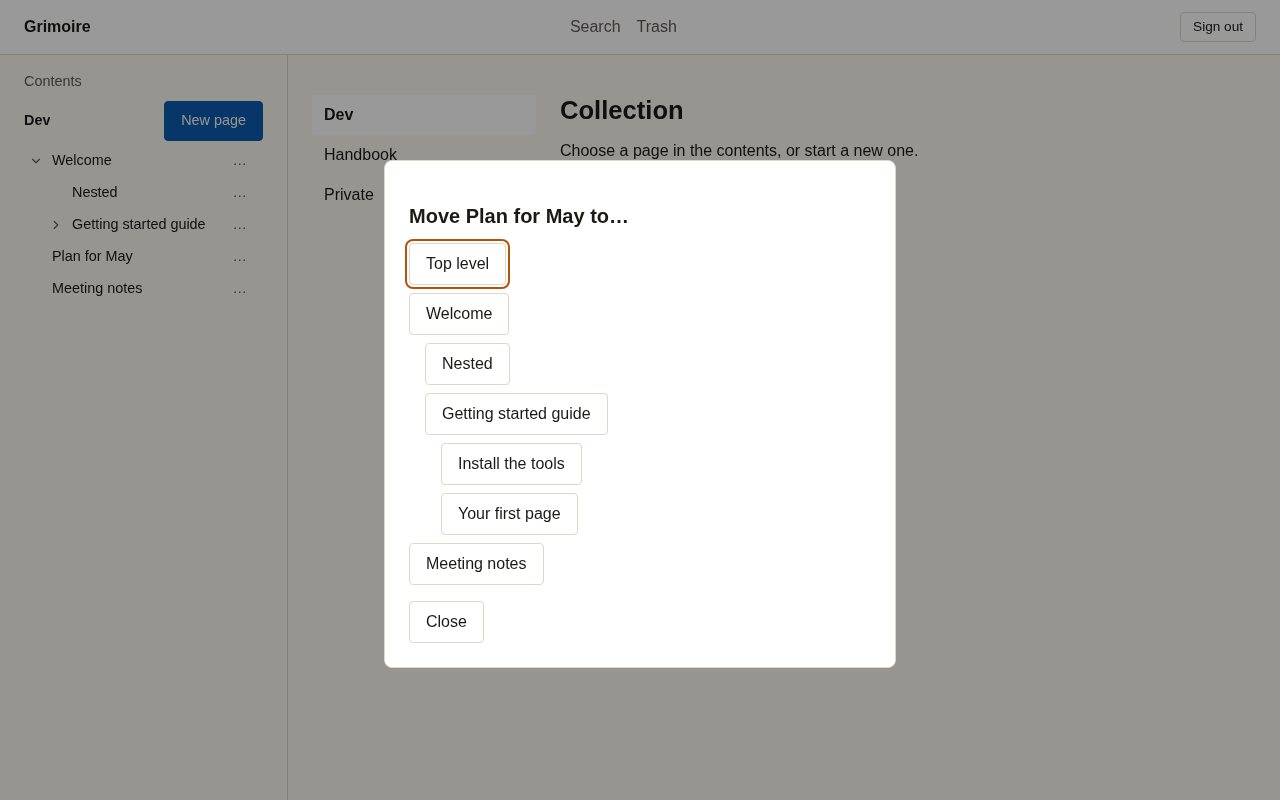 Grimoire
Search Trash
Sign out
Contents
Dev
New page
Welcome ...
Nested ...
Getting started guide ...
Plan for May ...
Meeting notes ...
Dev
Handbook
Private
Collection
Choose a page in the contents, or start a new one.
Move Plan for May to…
Top level
Welcome
Nested
Getting started guide
Install the tools
Your first page
Meeting notes
Close